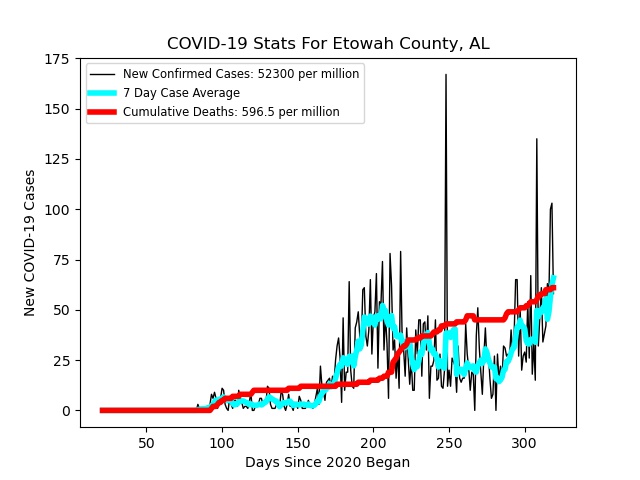 COVID-19 Stats For Etowah County, AL
New Confirmed Cases: 52300 per million
7 Day Case Average
Cumulative Deaths: 596.5 per million
New COVID-19 Cases
175
150
125
100
75
50
25
0
50
100
150
200
250
300
Days Since 2020 Began